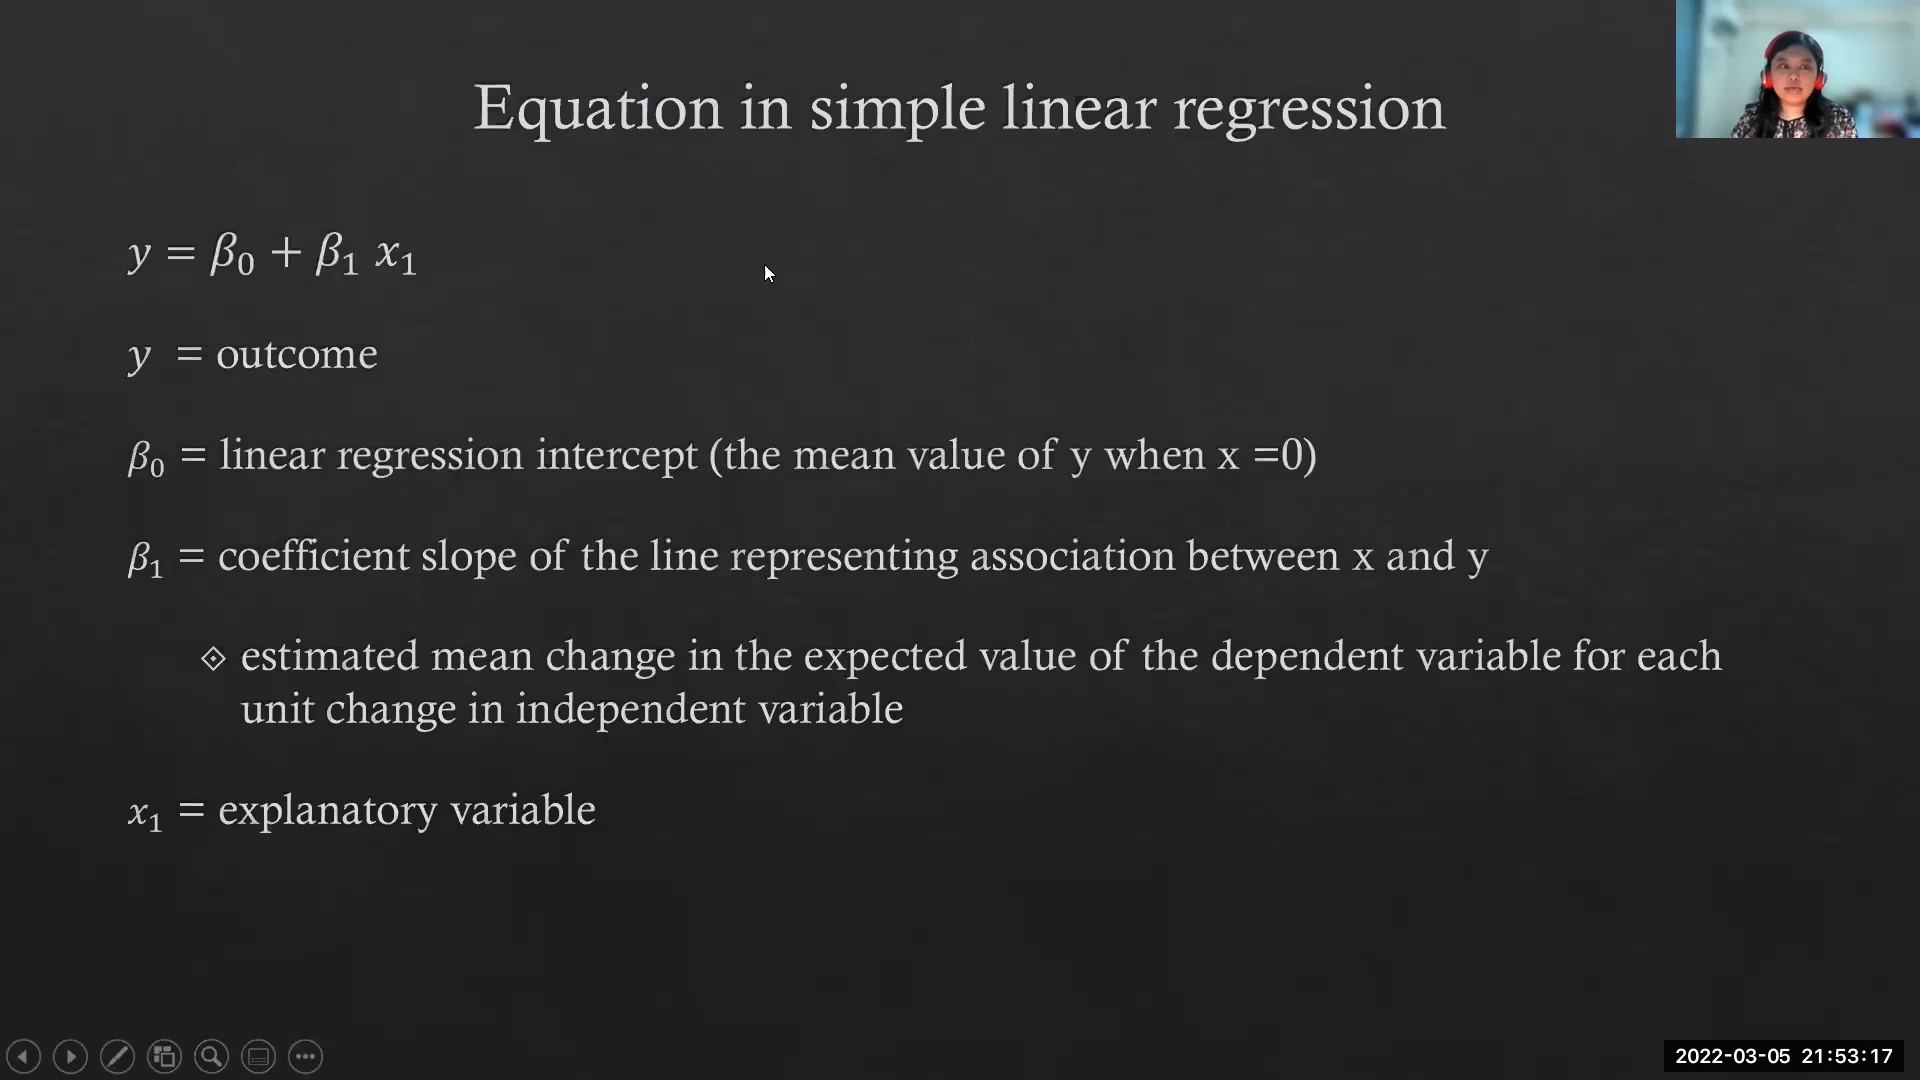 Equation in simple linear regression
y = β₀ + β₁ x₁
y = outcome
β₀ = linear regression intercept (the mean value of y when x =0)
β₁ = coefficient slope of the line representing association between x and y
estimated mean change in the expected value of the dependent variable for each
unit change in independent variable
x₁ = explanatory variable
2022-03-05 21:53:17